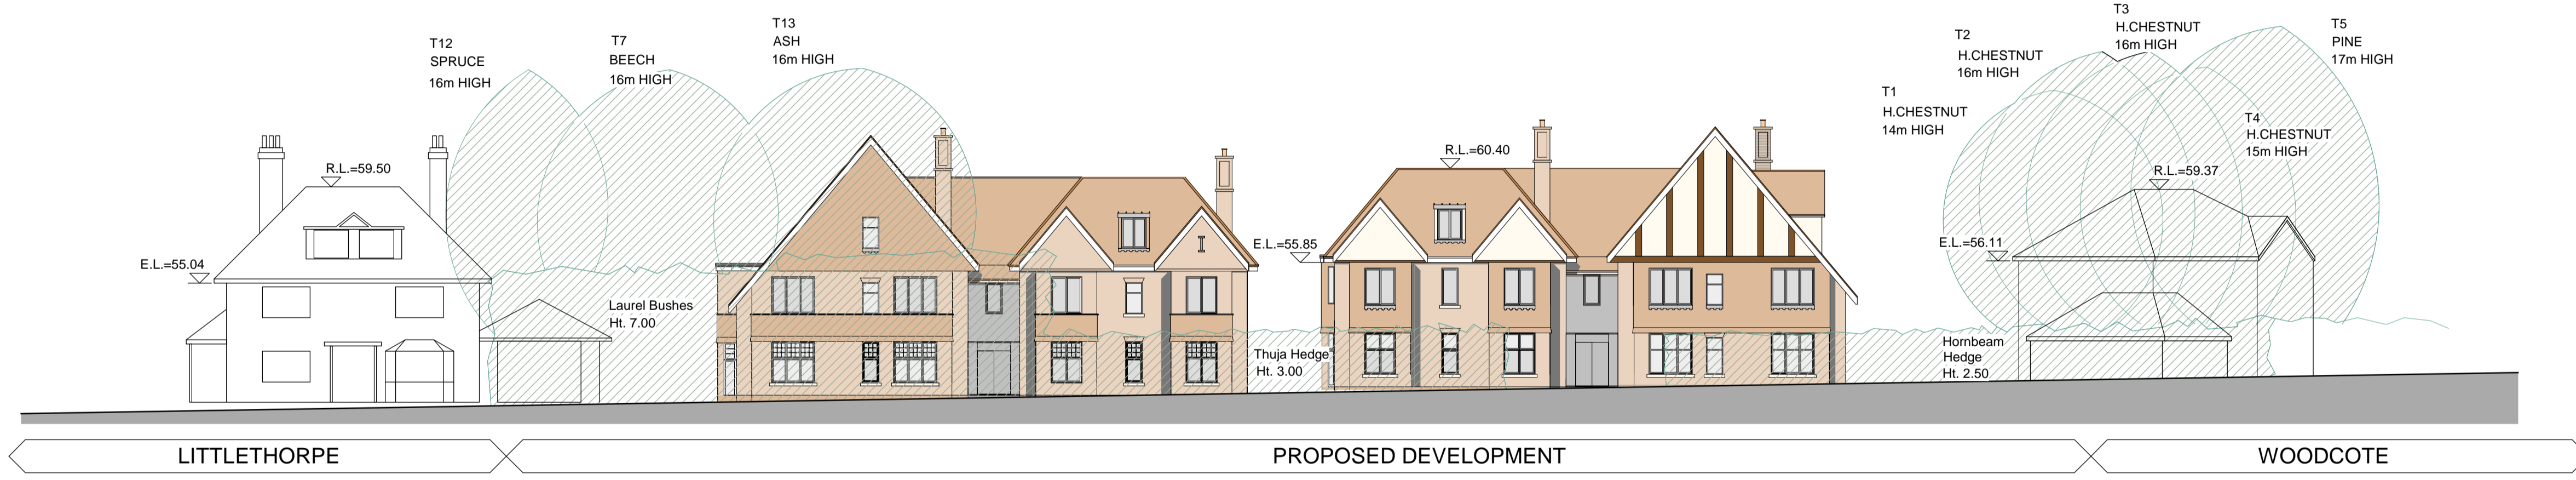 T12
SPRUCE
16m HIGH
T7
BEECH
16m HIGH
T13
ASH
16m HIGH
T1
H.CHESTNUT
14m HIGH
T2
H.CHESTNUT
16m HIGH
T3
H.CHESTNUT
16m HIGH
T4
H.CHESTNUT
15m HIGH
T5
PINE
17m HIGH
R.L.=59.50
E.L.=55.04
Laurel Bushes
Ht. 7.00
E.L.=55.85
Thuja Hedge
Ht. 3.00
R.L.=60.40
E.L.=56.11
R.L.=59.37
Hornbeam
Hedge
Ht. 2.50
LITTLETHORPE
PROPOSED DEVELOPMENT
WOODCOTE